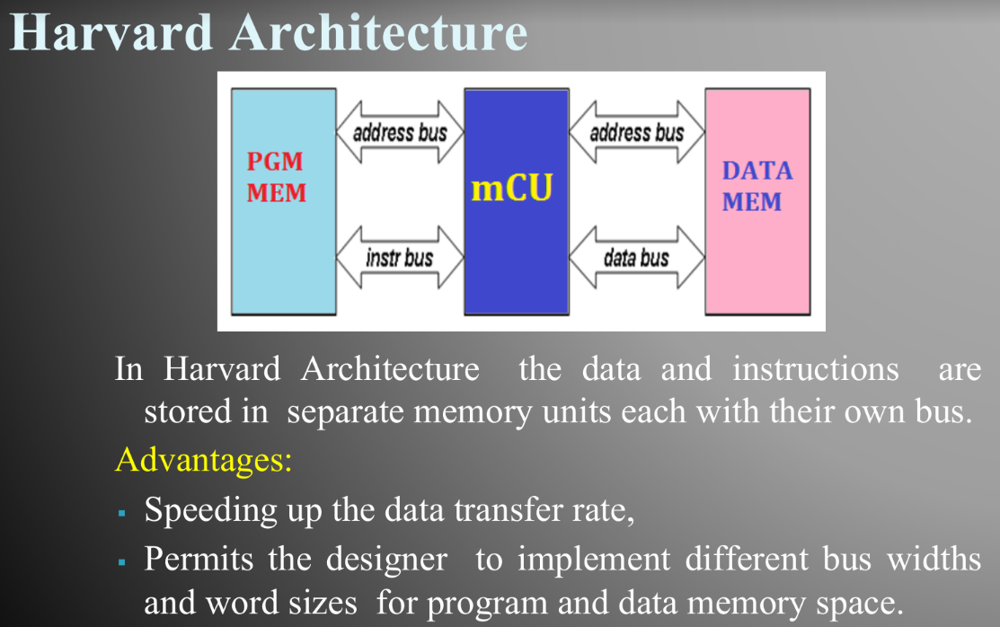 Harvard Architecture
PGM
MEM
address bus
instr bus
mCU
address bus
data bus
DATA
MEM
In Harvard Architecture the data and instructions are
stored in separate memory units each with their own bus.
Advantages:
▪ Speeding up the data transfer rate,
▪ Permits the designer to implement different bus widths
and word sizes for program and data memory space.